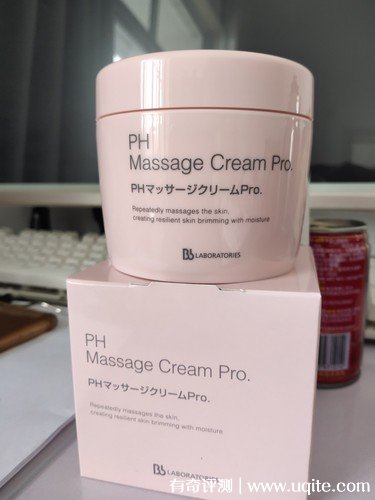 PH
Massage Cream Pro.
PHマッサージクリームPro.
Repeatedly massages the skin,
creating resilient skin brimming with moisture
Bb LABORATORIES
PH
Massage Cream Pro.
PHマッサージクリームPro.
Repeatedly massages the skin,
creating resilient skin brimming with moisture
Bb LABORATORIES
有奇评测 | www.uqite.com